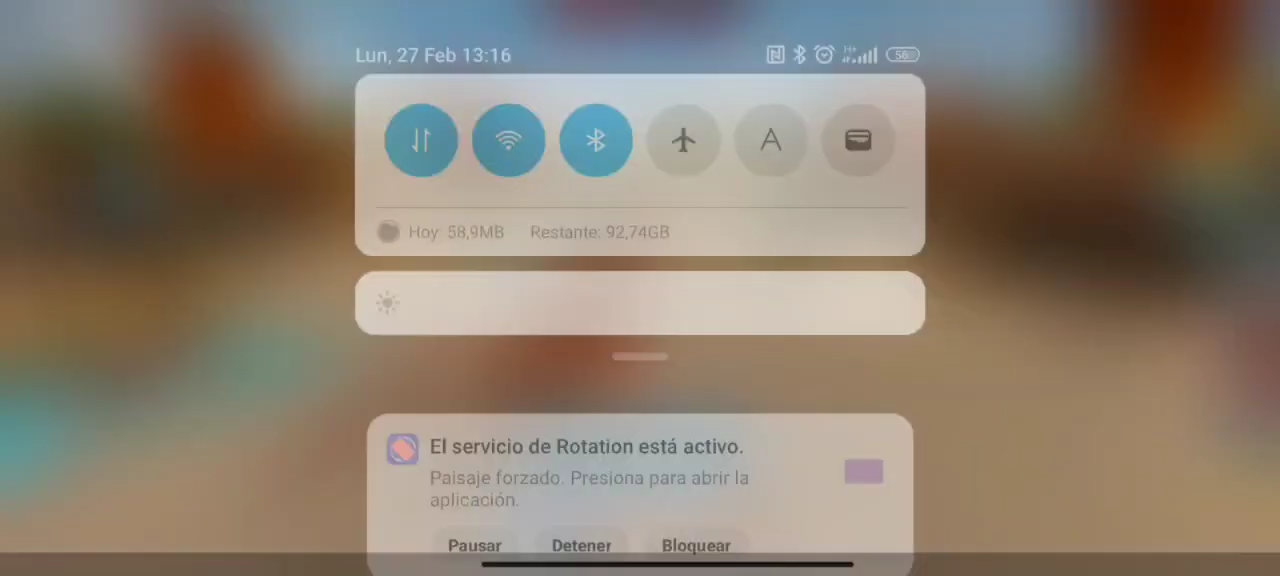 Lun, 27 Feb 13:16
58
A
Hoy: 58,9MB Restante: 92,74GB
El servicio de Rotation está activo.
Paisaje forzado. Presiona para abrir la
aplicación.
Pausar Detener Bloquear